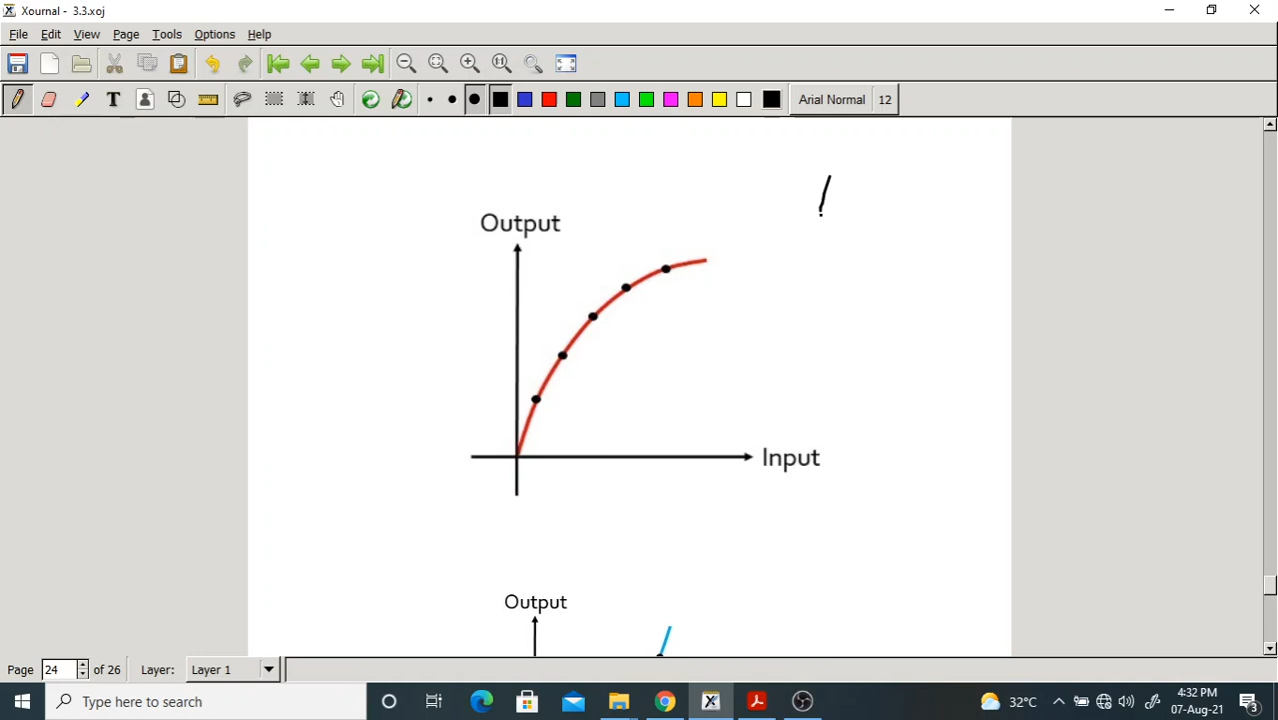 Xournal - 3.3.xoj
File Edit View Page Tools Options Help
T Arial Normal 12
Output
Input
Output
Page 24 of 26 Layer: Layer 1
Type here to search
32°C
4:32 PM
07-Aug-21
3